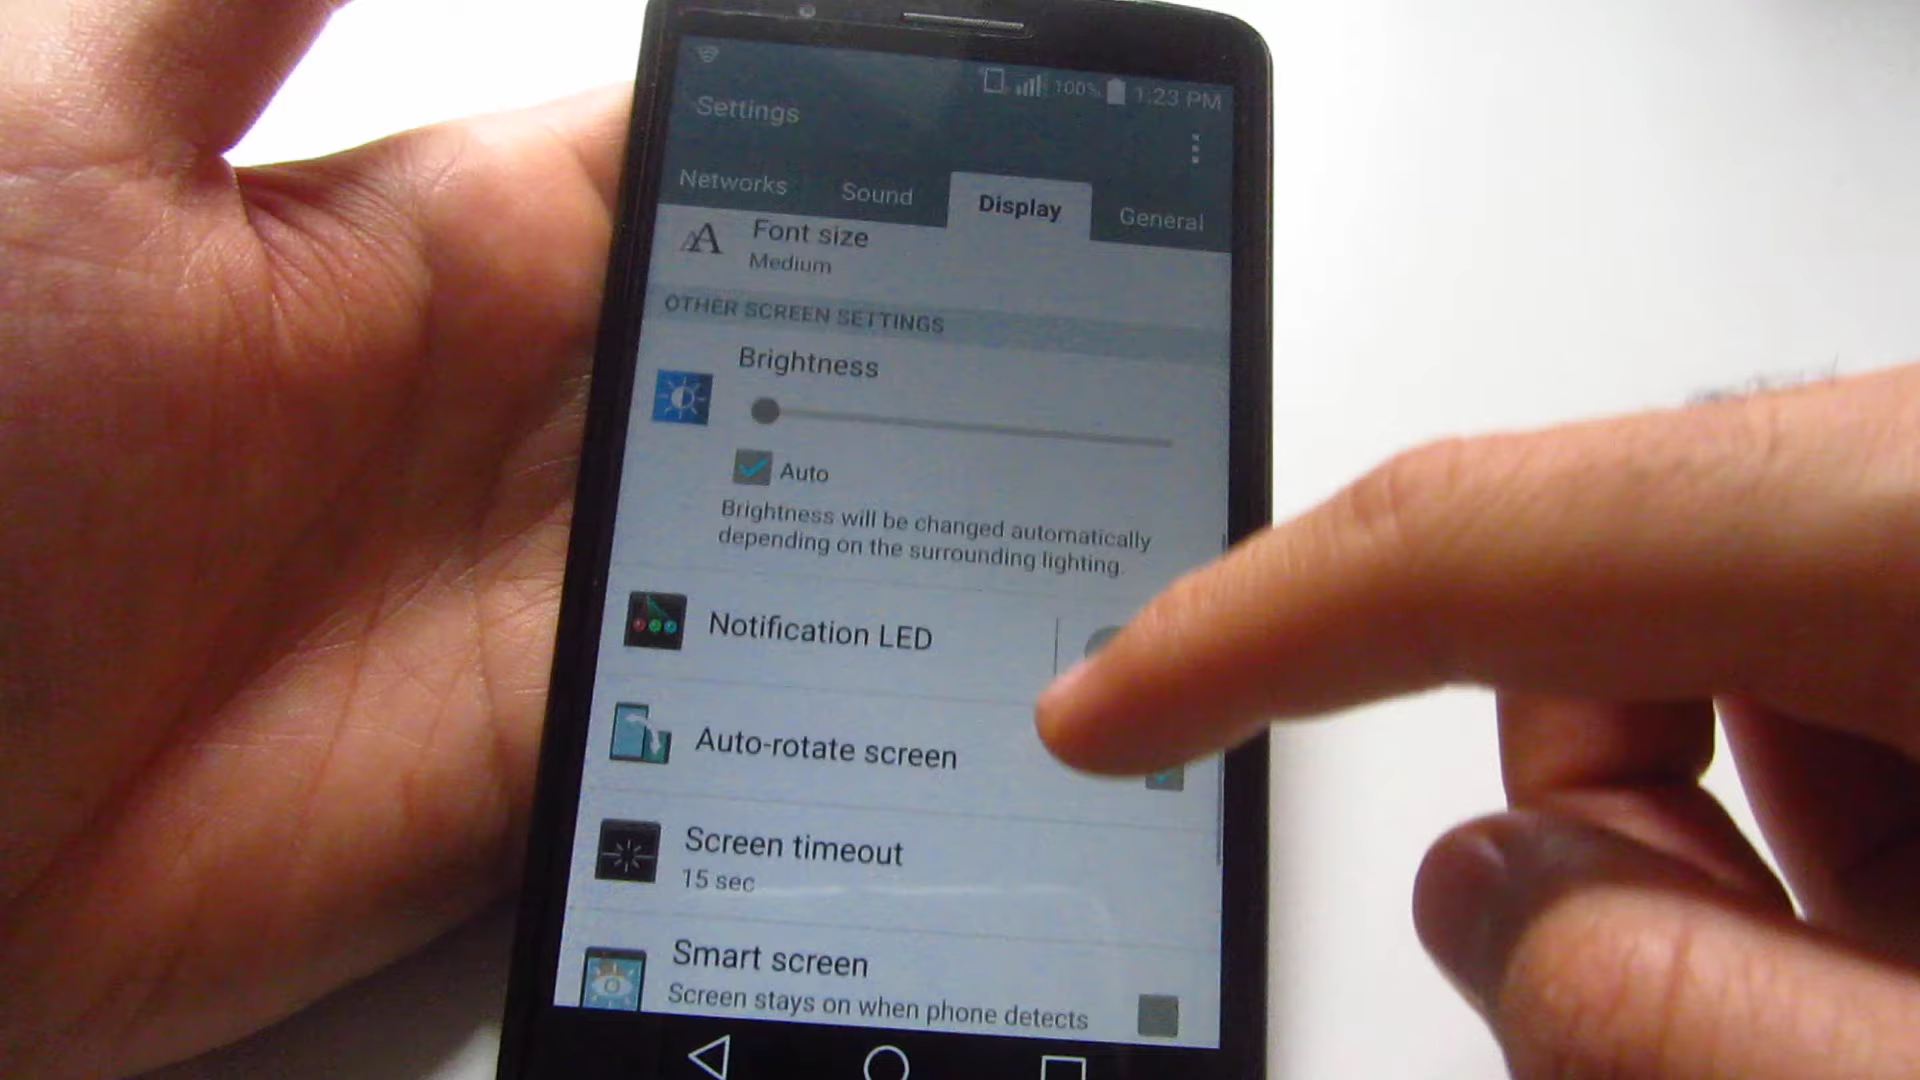 100% 1:23 PM
Settings
Networks Sound Display General
Font size
Medium
OTHER SCREEN SETTINGS
Brightness
Auto
Brightness will be changed automatically
depending on the surrounding lighting.
Notification LED
Auto-rotate screen
Screen timeout
15 sec
Smart screen
Screen stays on when phone detects